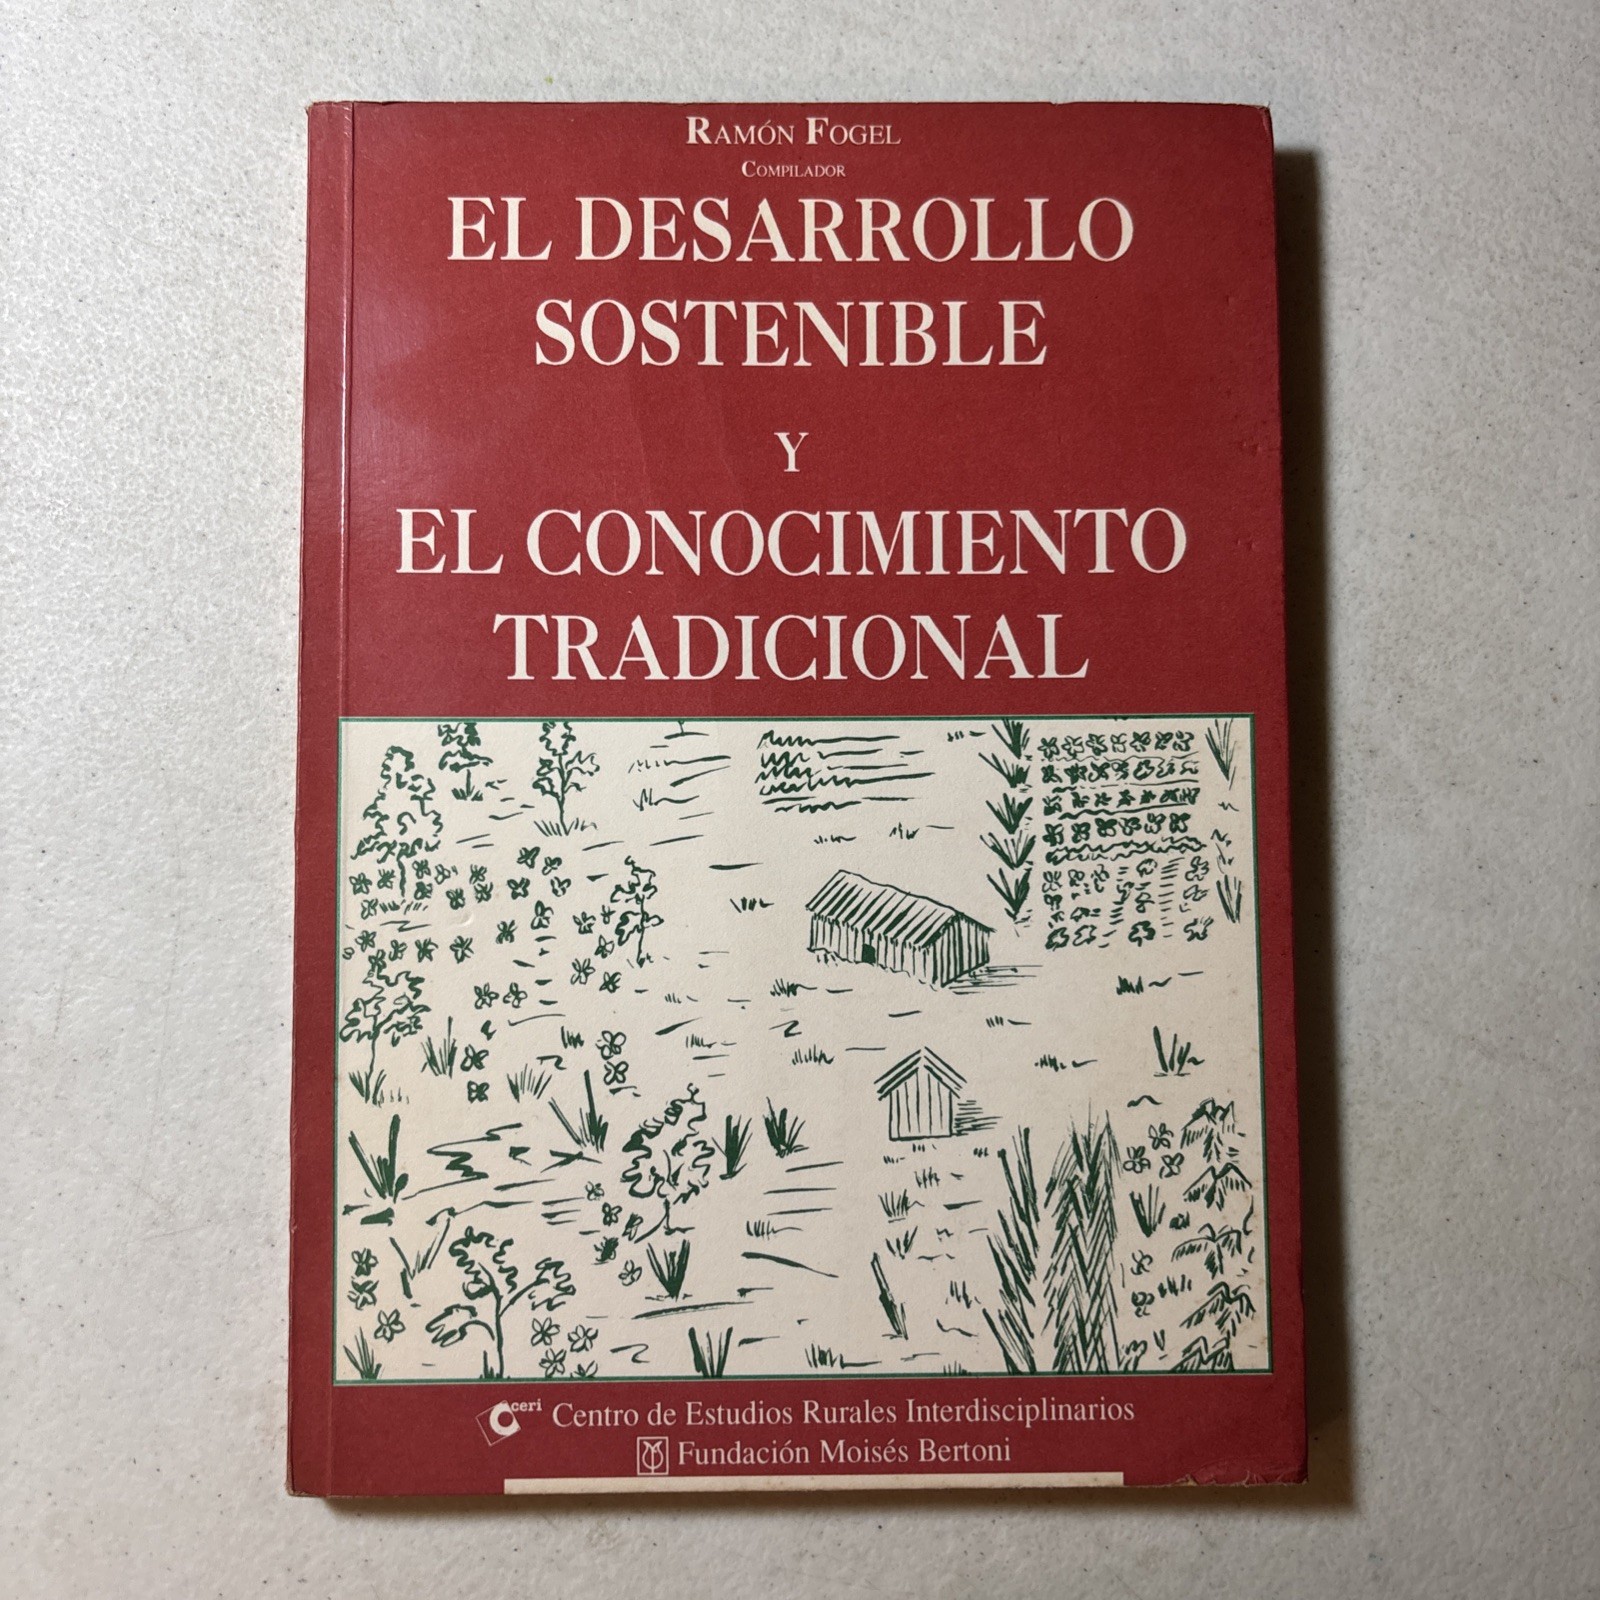 RAMÓN FOGEL
COMPILADOR
EL DESARROLLO
SOSTENIBLE
Y
EL CONOCIMIENTO
TRADICIONAL
ceri Centro de Estudios Rurales Interdisciplinarios
Fundación Moisés Bertoni